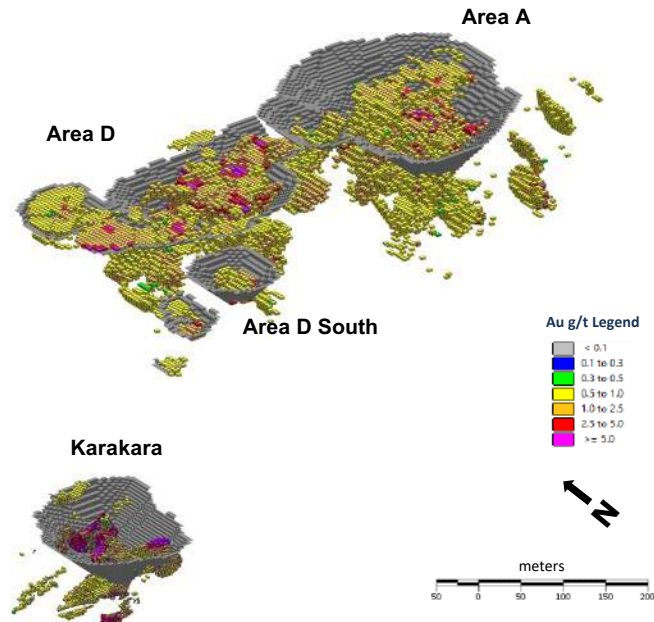 Area A
Area D
Area D South
Au g/t Legend
< 0.1
0.1 to 0.3
0.3 to 0.5
0.5 to 1.0
1.0 to 2.5
2.5 to 5.0
>= 5.0
Karakara
N
meters
50 0 50 100 150 200